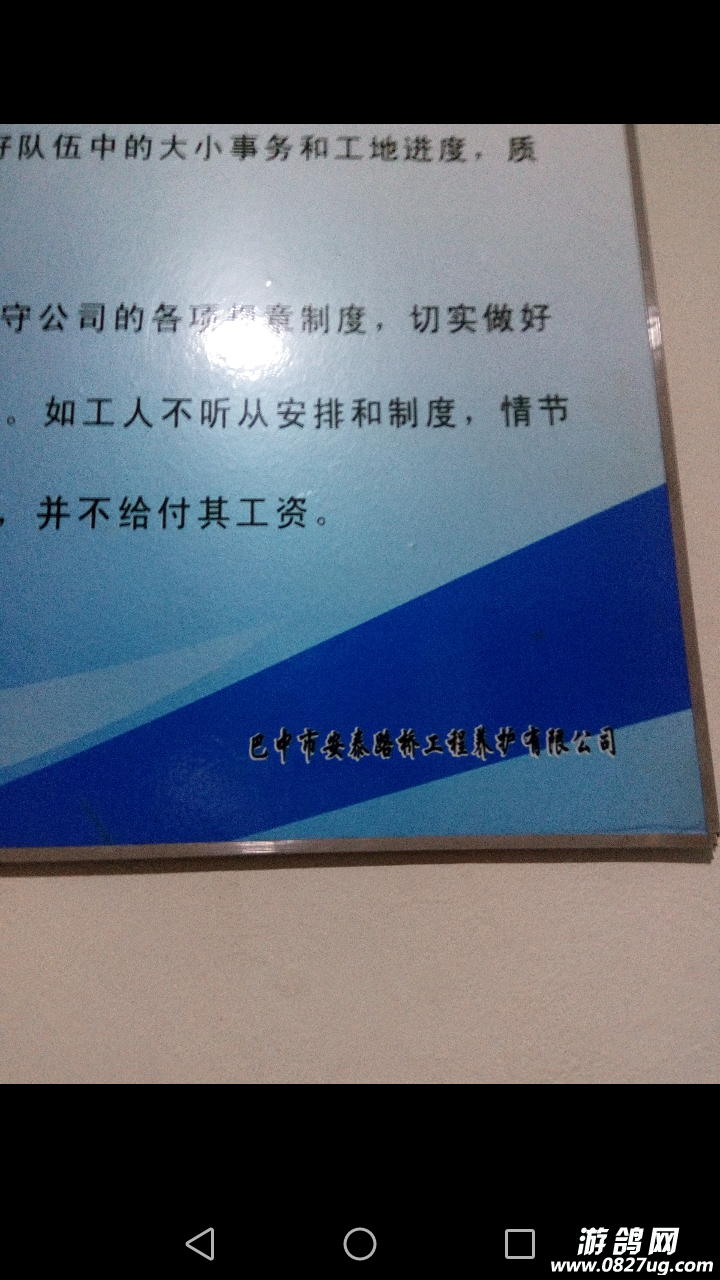 好队伍中的大小事务和工地进度，质
守公司的各项规章制度，切实做好
。如工人不听从安排和制度，情节
，并不给付其工资。
巴中市安泰路桥工程养护有限公司
游鸽网
www.0827ug.com